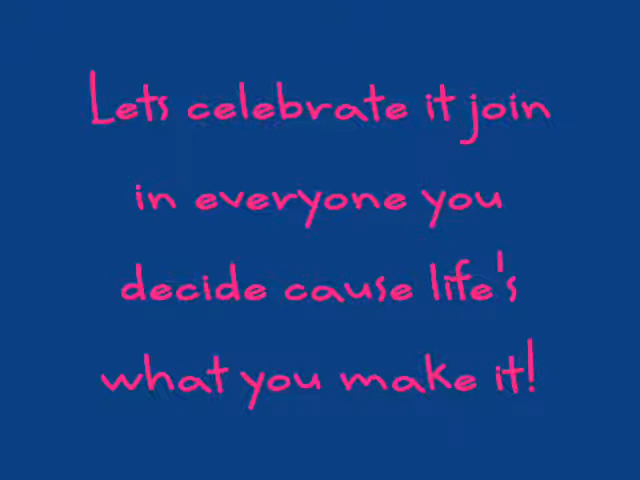 Lets celebrate it join
in everyone you
decide cause life's
what you make it!